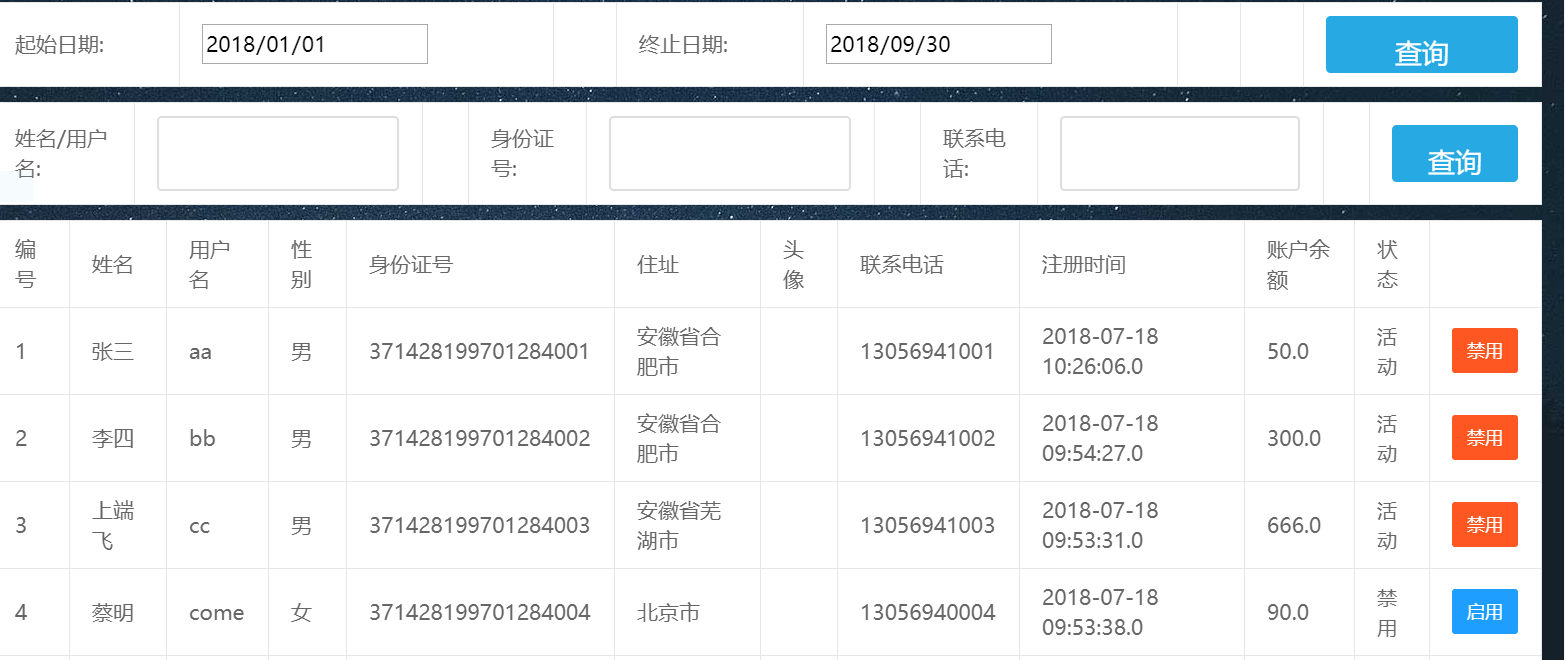 起始日期: 2018/01/01 终止日期: 2018/09/30 查询
姓名/用户名: 身份证号: 联系电话: 查询
编号 姓名 用户名 性别 身份证号 住址 头像 联系电话 注册时间 账户余额 状态
1 张三 aa 男 371428199701284001 安徽省合肥市 13056941001 2018-07-18 10:26:06.0 50.0 活动 禁用
2 李四 bb 男 371428199701284002 安徽省合肥市 13056941002 2018-07-18 09:54:27.0 300.0 活动 禁用
3 上端飞 cc 男 371428199701284003 安徽省芜湖市 13056941003 2018-07-18 09:53:31.0 666.0 活动 禁用
4 蔡明 come 女 371428199701284004 北京市 13056940004 2018-07-18 09:53:38.0 90.0 禁用 启用